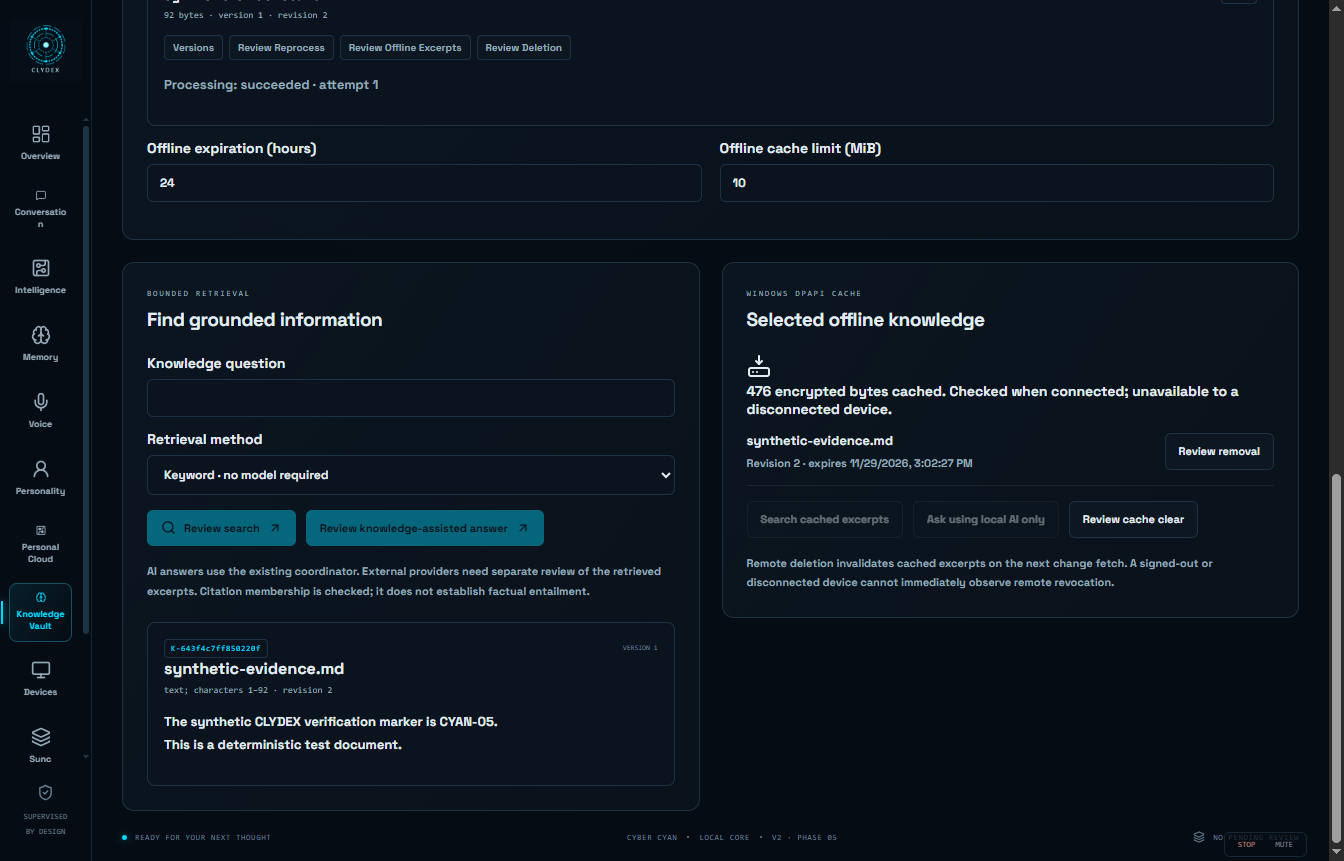 CLYDEX
Overview
Conversatio
n
Intelligence
Memory
Voice
Personality
Personal
Cloud
Knowledge
Vault
Devices
Sunc
SUPERVISED
BY DESIGN
92 bytes · version 1 · revision 2
Versions
Review Reprocess
Review Offline Excerpts
Review Deletion
Processing: succeeded · attempt 1
Offline expiration (hours)
24
Offline cache limit (MiB)
10
BOUNDED RETRIEVAL
Find grounded information
Knowledge question
Retrieval method
Keyword · no model required
Review search
Review knowledge-assisted answer
AI answers use the existing coordinator. External providers need separate review of the retrieved
excerpts. Citation membership is checked; it does not establish factual entailment.
K-643f4c7ff850220f
VERSION 1
synthetic-evidence.md
text; characters 1–92 · revision 2
The synthetic CLYDEX verification marker is CYAN-05.
This is a deterministic test document.
WINDOWS DPAPI CACHE
Selected offline knowledge
476 encrypted bytes cached. Checked when connected; unavailable to a
disconnected device.
synthetic-evidence.md
Revision 2 · expires 11/29/2026, 3:02:27 PM
Review removal
Search cached excerpts
Ask using local AI only
Review cache clear
Remote deletion invalidates cached excerpts on the next change fetch. A signed-out or
disconnected device cannot immediately observe remote revocation.
READY FOR YOUR NEXT THOUGHT
CYBER CYAN • LOCAL CORE • V2 · PHASE 05
NO PENDING REVIEW
STOP
MUTE